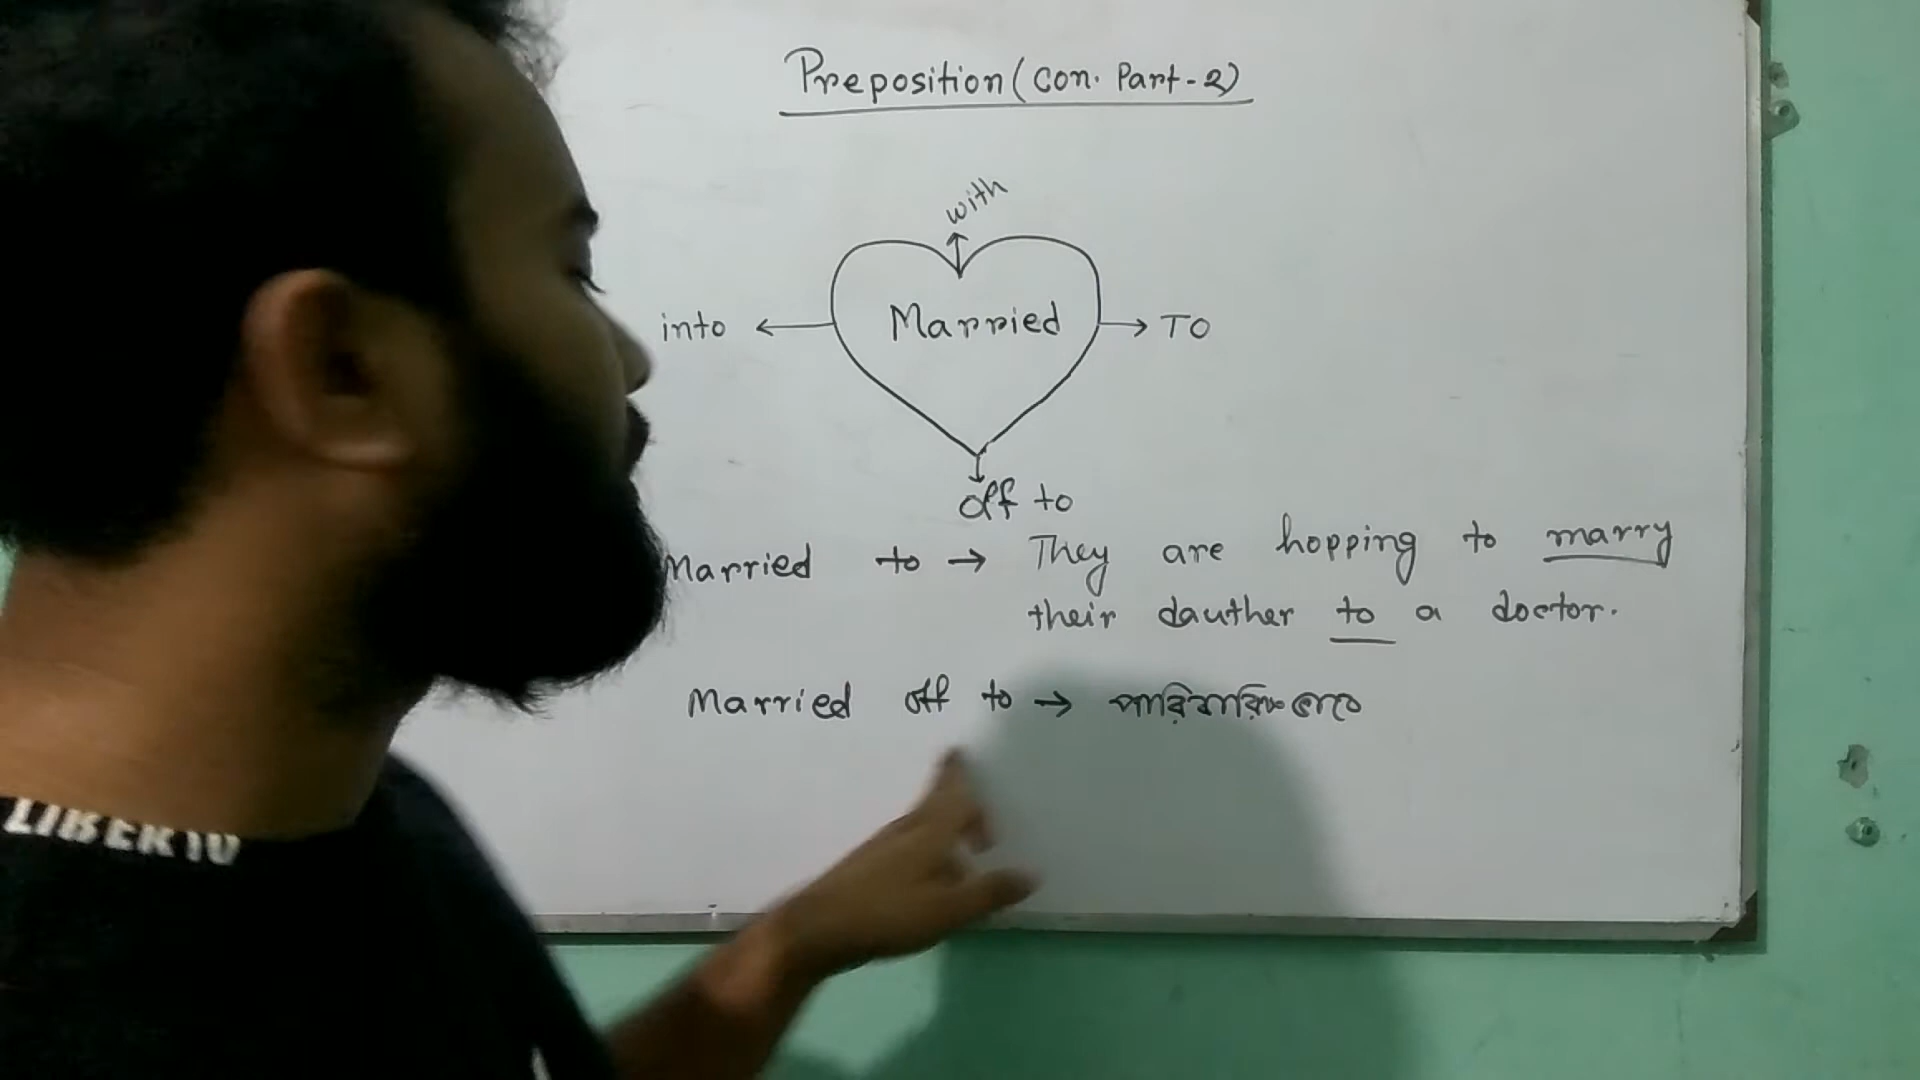 Preposition (Con. Part-2)
with
into ← Married → TO
off to
Married to → They are hopping to marry
their dauther to a doctor.
Married off to → পারিবারিকভাবে